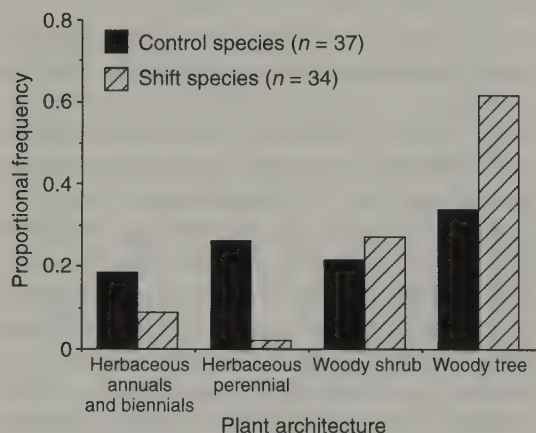 0.8
Control species (n = 37)
Shift species (n = 34)
0.6
0.4
0.2
0
Proportional frequency
Herbaceous annuals and biennials
Herbaceous perennial
Woody shrub
Woody tree
Plant architecture